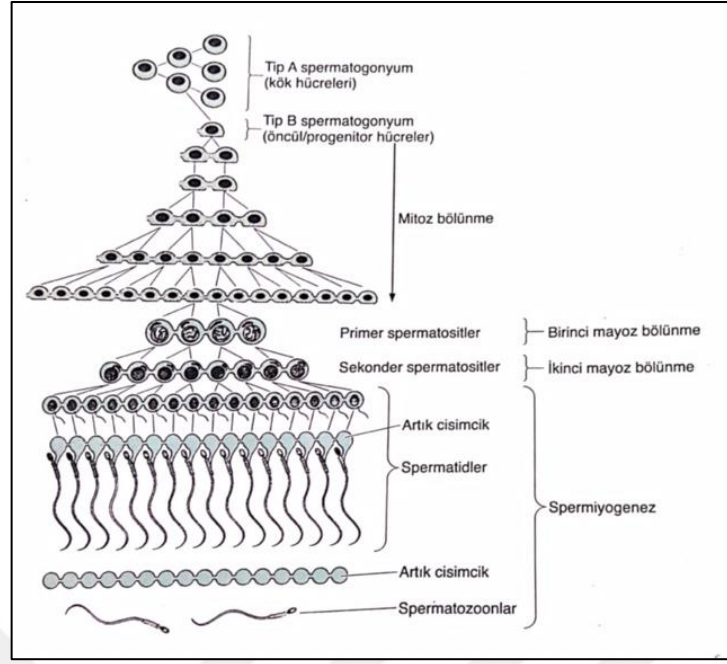 Tip A spermatogonyum
(kök hücreleri)
Tip B spermatogonyum
(öncül/progenitor hücreler)
Mitoz bölünme
Primer spermatositler
Birinci mayoz bölünme
Sekonder spermatositler
İkinci mayoz bölünme
Artık cisimcik
Spermatidler
Spermiyogenez
Artık cisimcik
Spermatozoonlar